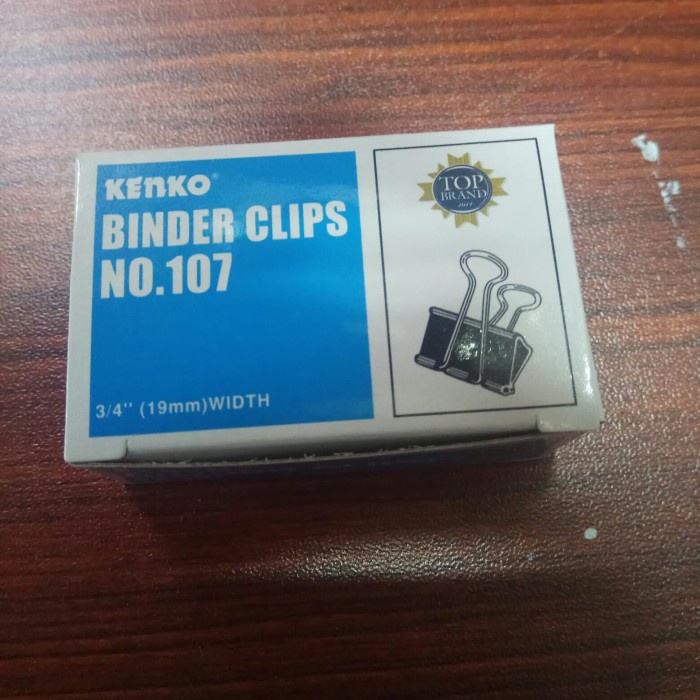 KENKO®
BINDER CLIPS
NO.107
3/4" (19mm)WIDTH
TOP
BRAND